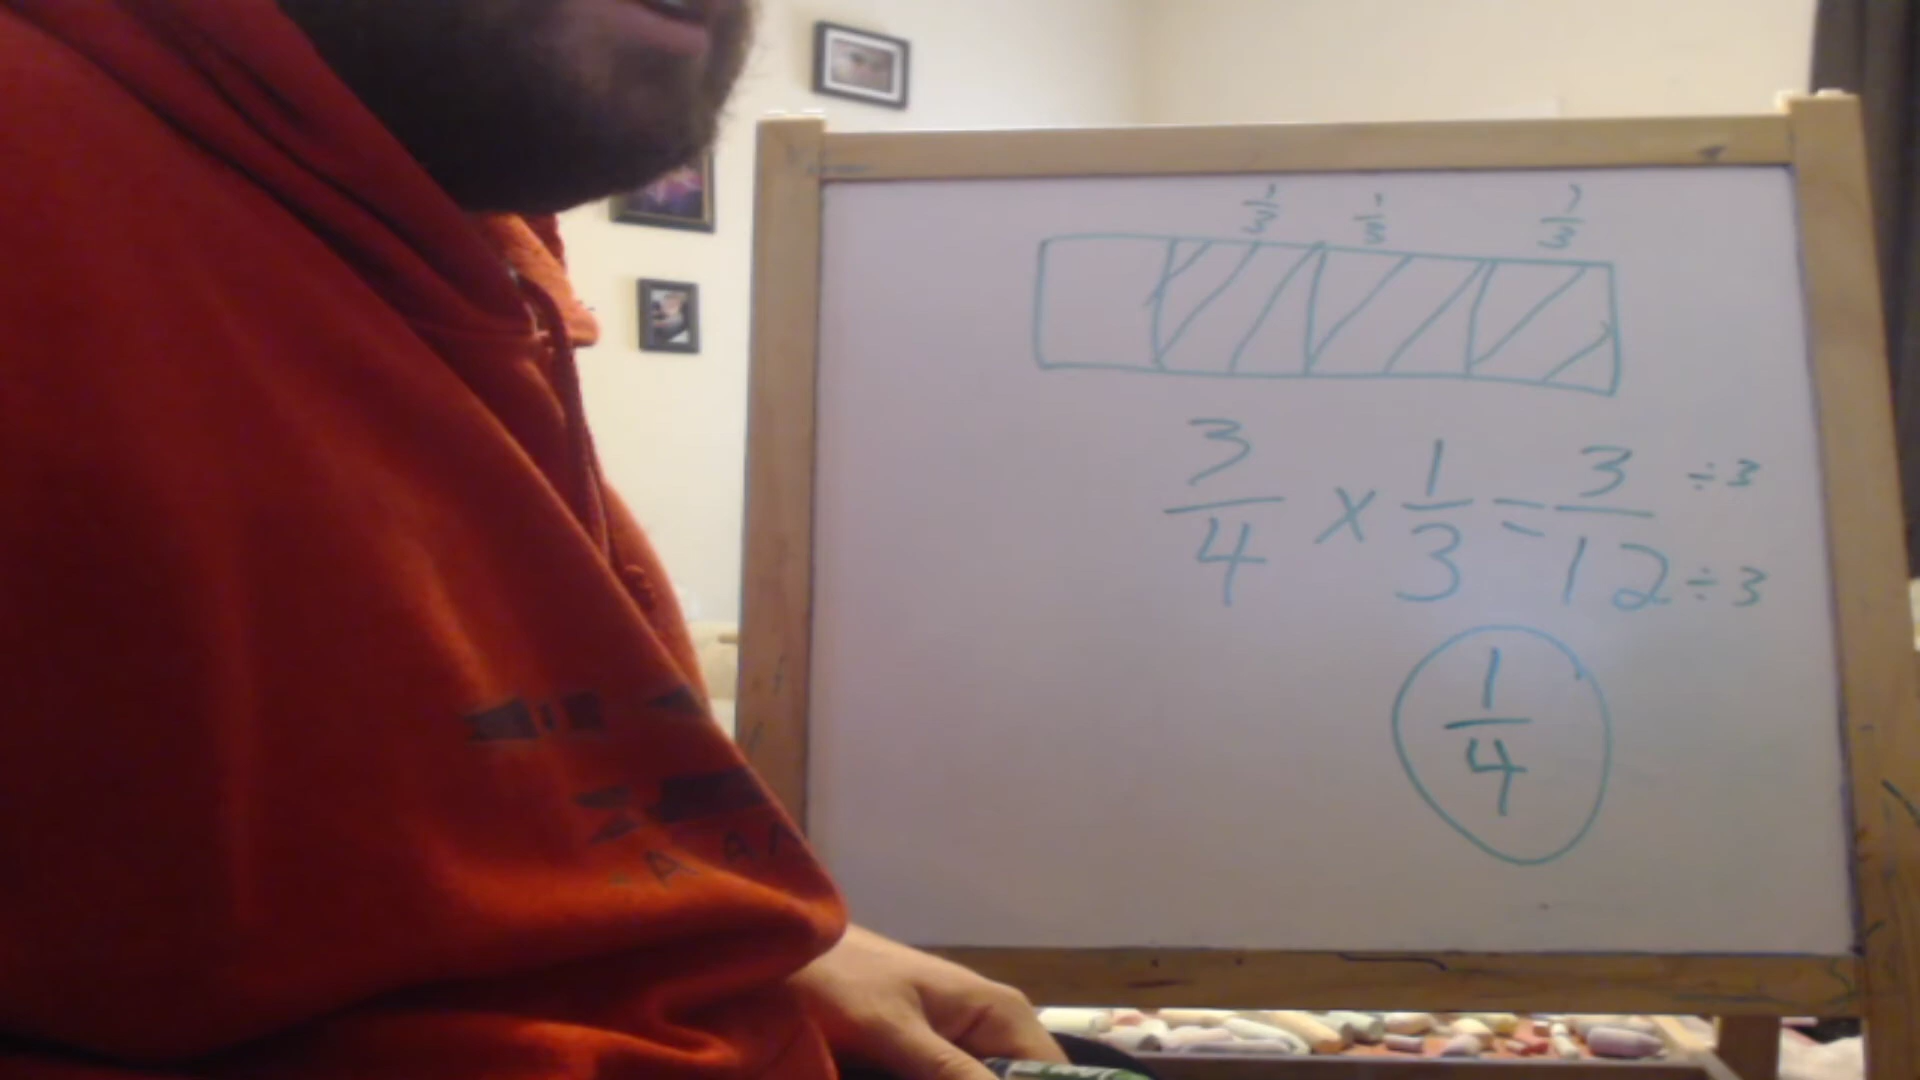 1/3 1/3 1/3
3/4 x 1/3 = 3/12 ÷3 ÷3
1/4